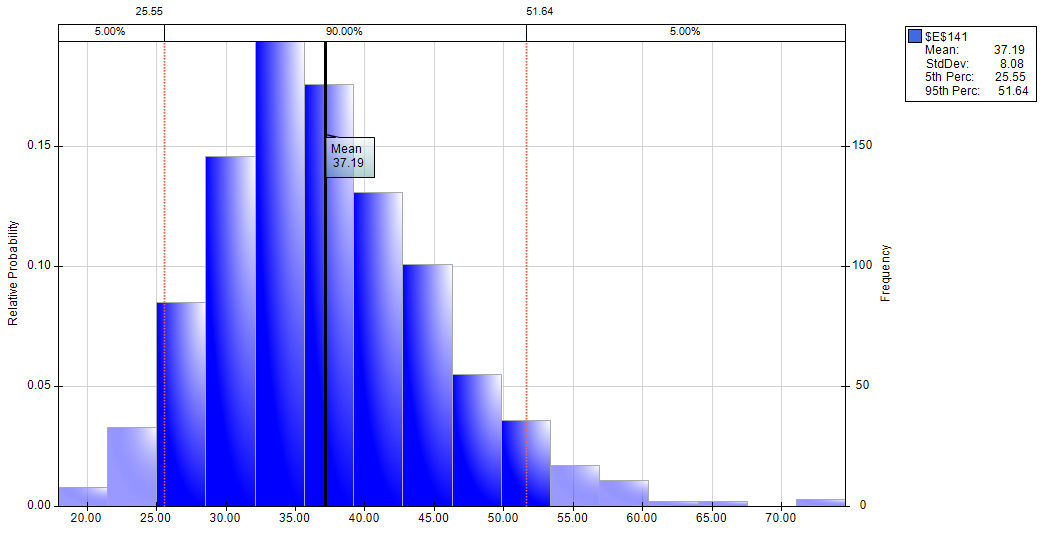 25.55 51.64
5.00% 90.00% 5.00%
$E$141
Mean: 37.19
StdDev: 8.08
5th Perc: 25.55
95th Perc: 51.64
Mean
37.19
0.15
0.10
0.05
0.00
Relative Probability
150
100
50
0
Frequency
20.00 25.00 30.00 35.00 40.00 45.00 50.00 55.00 60.00 65.00 70.00